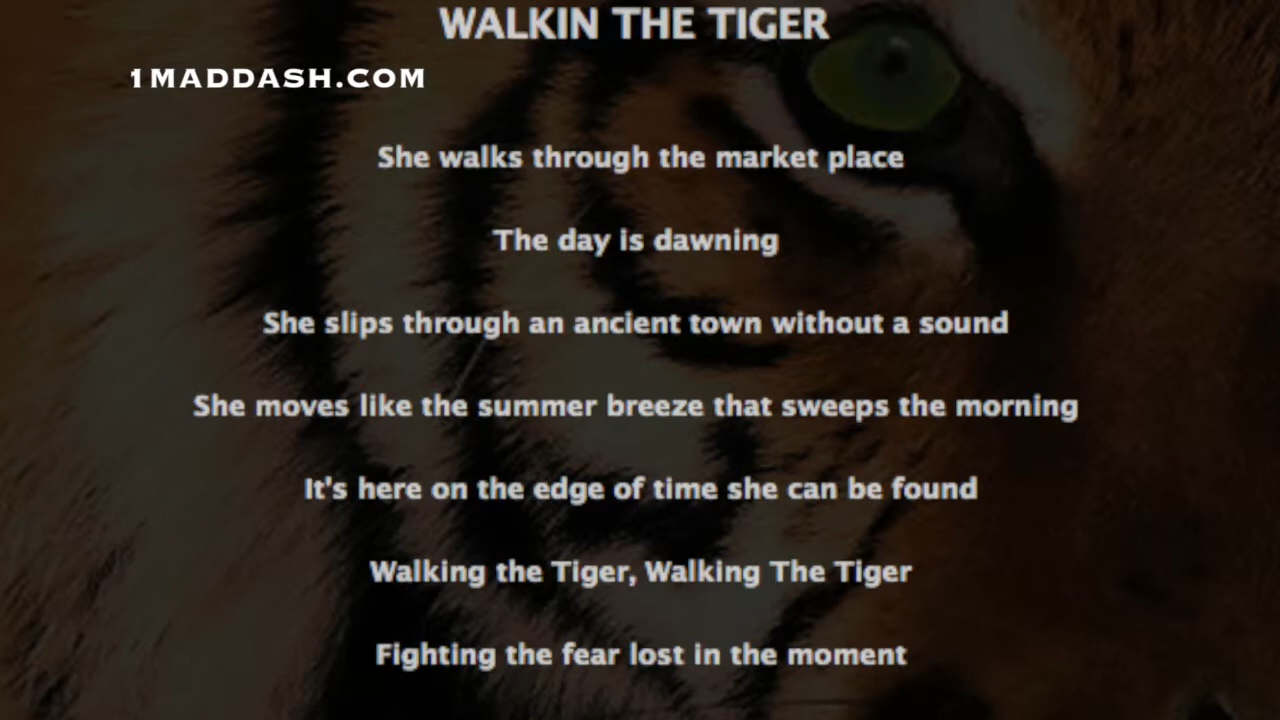 WALKIN THE TIGER
1MADDASH.COM
She walks through the market place
The day is dawning
She slips through an ancient town without a sound
She moves like the summer breeze that sweeps the morning
It's here on the edge of time she can be found
Walking the Tiger, Walking The Tiger
Fighting the fear lost in the moment